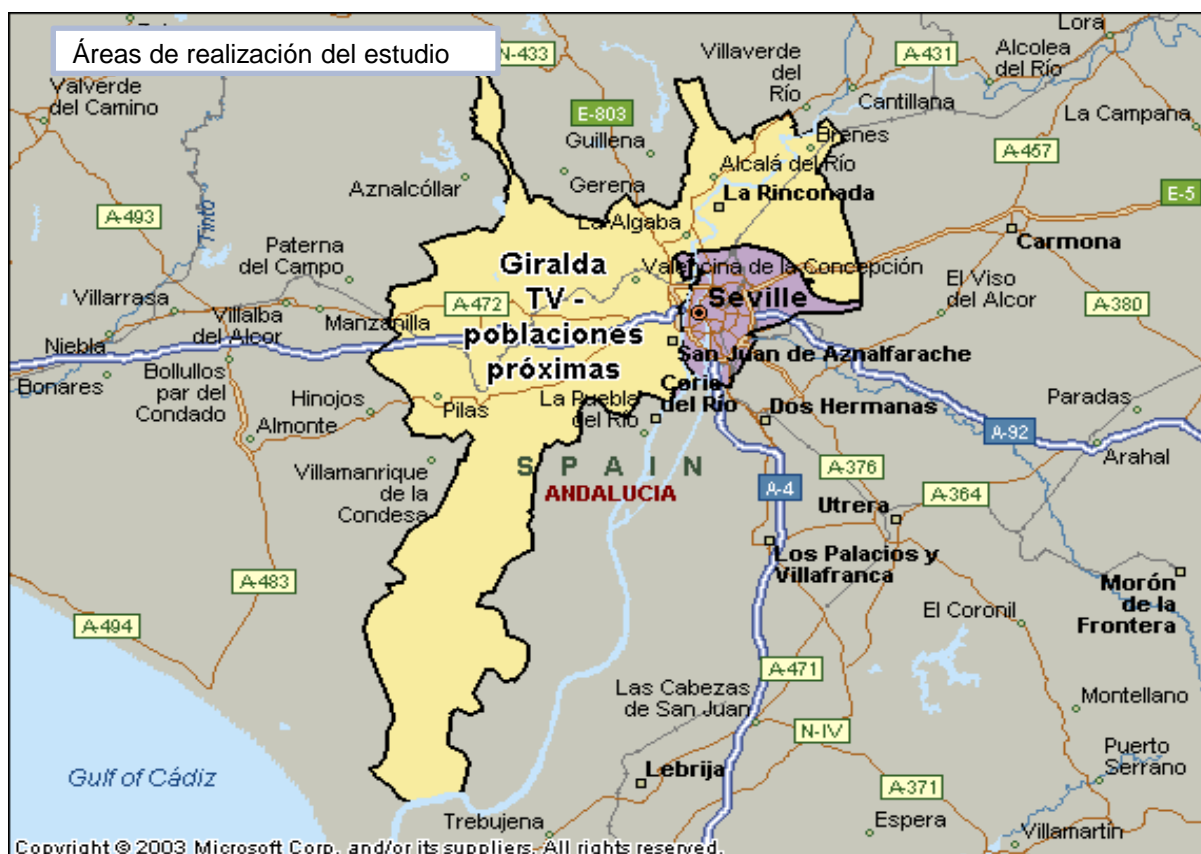 Áreas de realización del estudio
N-433
Villaverde
del
Río
A-431
Lora
Alcolea
del Río
Valverde
del Camino
E-803
Guillena
Cantillana
La Campana
Brenes
A-457
Aznalcóllar
Gerena
Alcalá del Río
La Rinconada
E-5
A-493
Tinto
La Algaba
Carmona
Paterna
del Campo
Giralda
TV -
poblaciones
próximas
Valencina de la Concepción
El Viso
del Alcor
Villarrasa
Villalba
del Alcor
Manzanilla
A-472
Seville
A-380
Niebla
San Juan de Aznalfarache
Bonares
Bollullos
par del
Condado
Hinojos
Pilas
La Puebla
del Río
Coria
del Río
Dos Hermanas
Paradas
Almonte
A-92
Arahal
Villamanrique
de la
Condesa
SPAIN
ANDALUCIA
A-376
A-4
A-364
Utrera
Los Palacios y
Villafranca
A-483
Morón
de la
Frontera
A-494
El Coronil
A-471
Las Cabezas
de San Juan
Montellano
N-IV
Gulf of Cádiz
Lebrija
Puerto
Serrano
A-371
Trebujena
Espera
Villamartin
Copyright © 2003 Microsoft Corp. and/or its suppliers. All rights reserved.